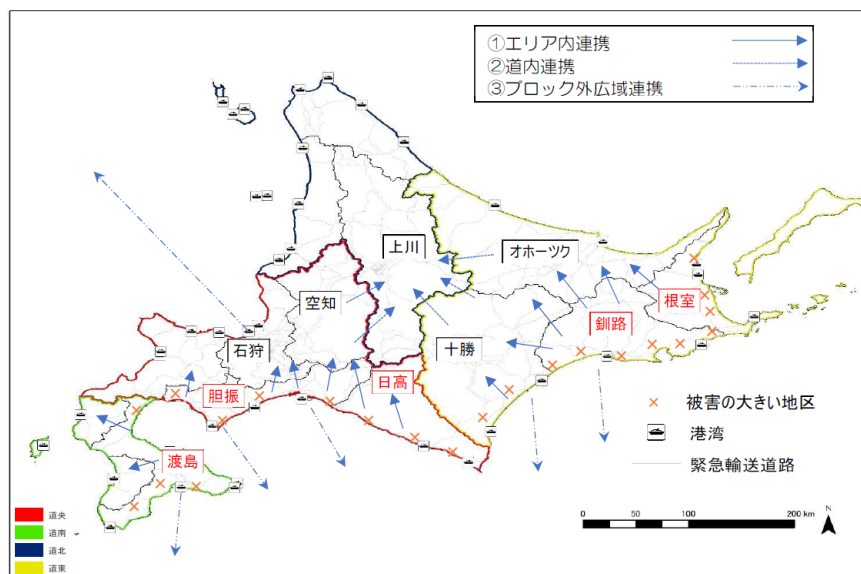 ①エリア内連携
②道内連携
③ブロック外広域連携
上川
オホーツク
空知
根室
釧路
石狩
十勝
日高
胆振
渡島
被害の大きい地区
港湾
緊急輸送道路
道央
道南
道北
道東
0 50 100 200 km
N